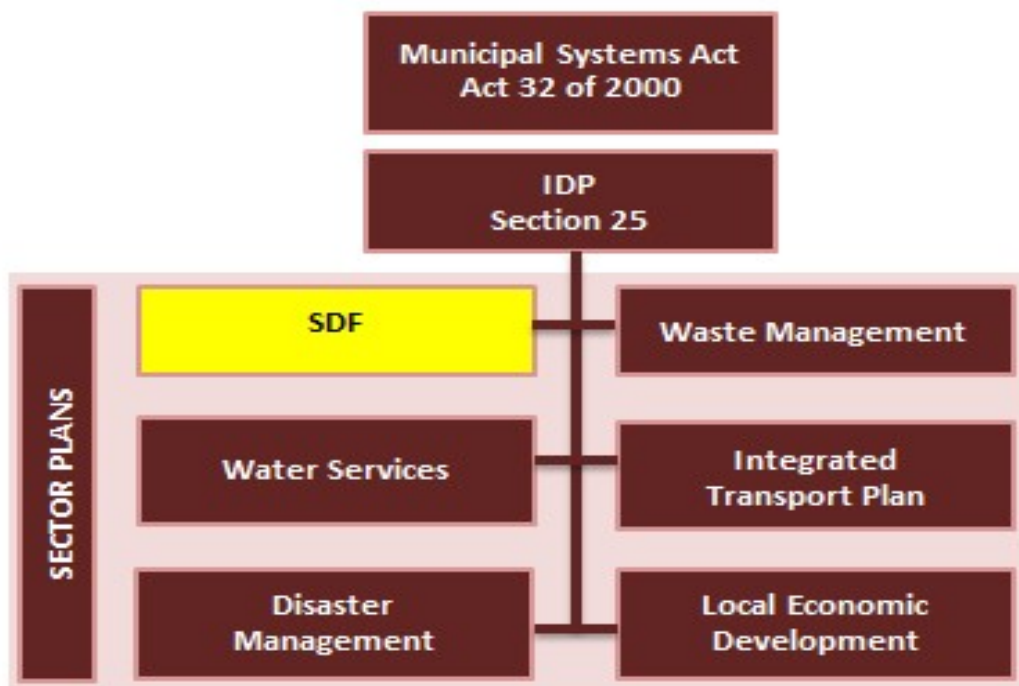 Municipal Systems Act
Act 32 of 2000
IDP
Section 25
SECTOR PLANS
SDF
Waste Management
Water Services
Integrated
Transport Plan
Disaster
Management
Local Economic
Development